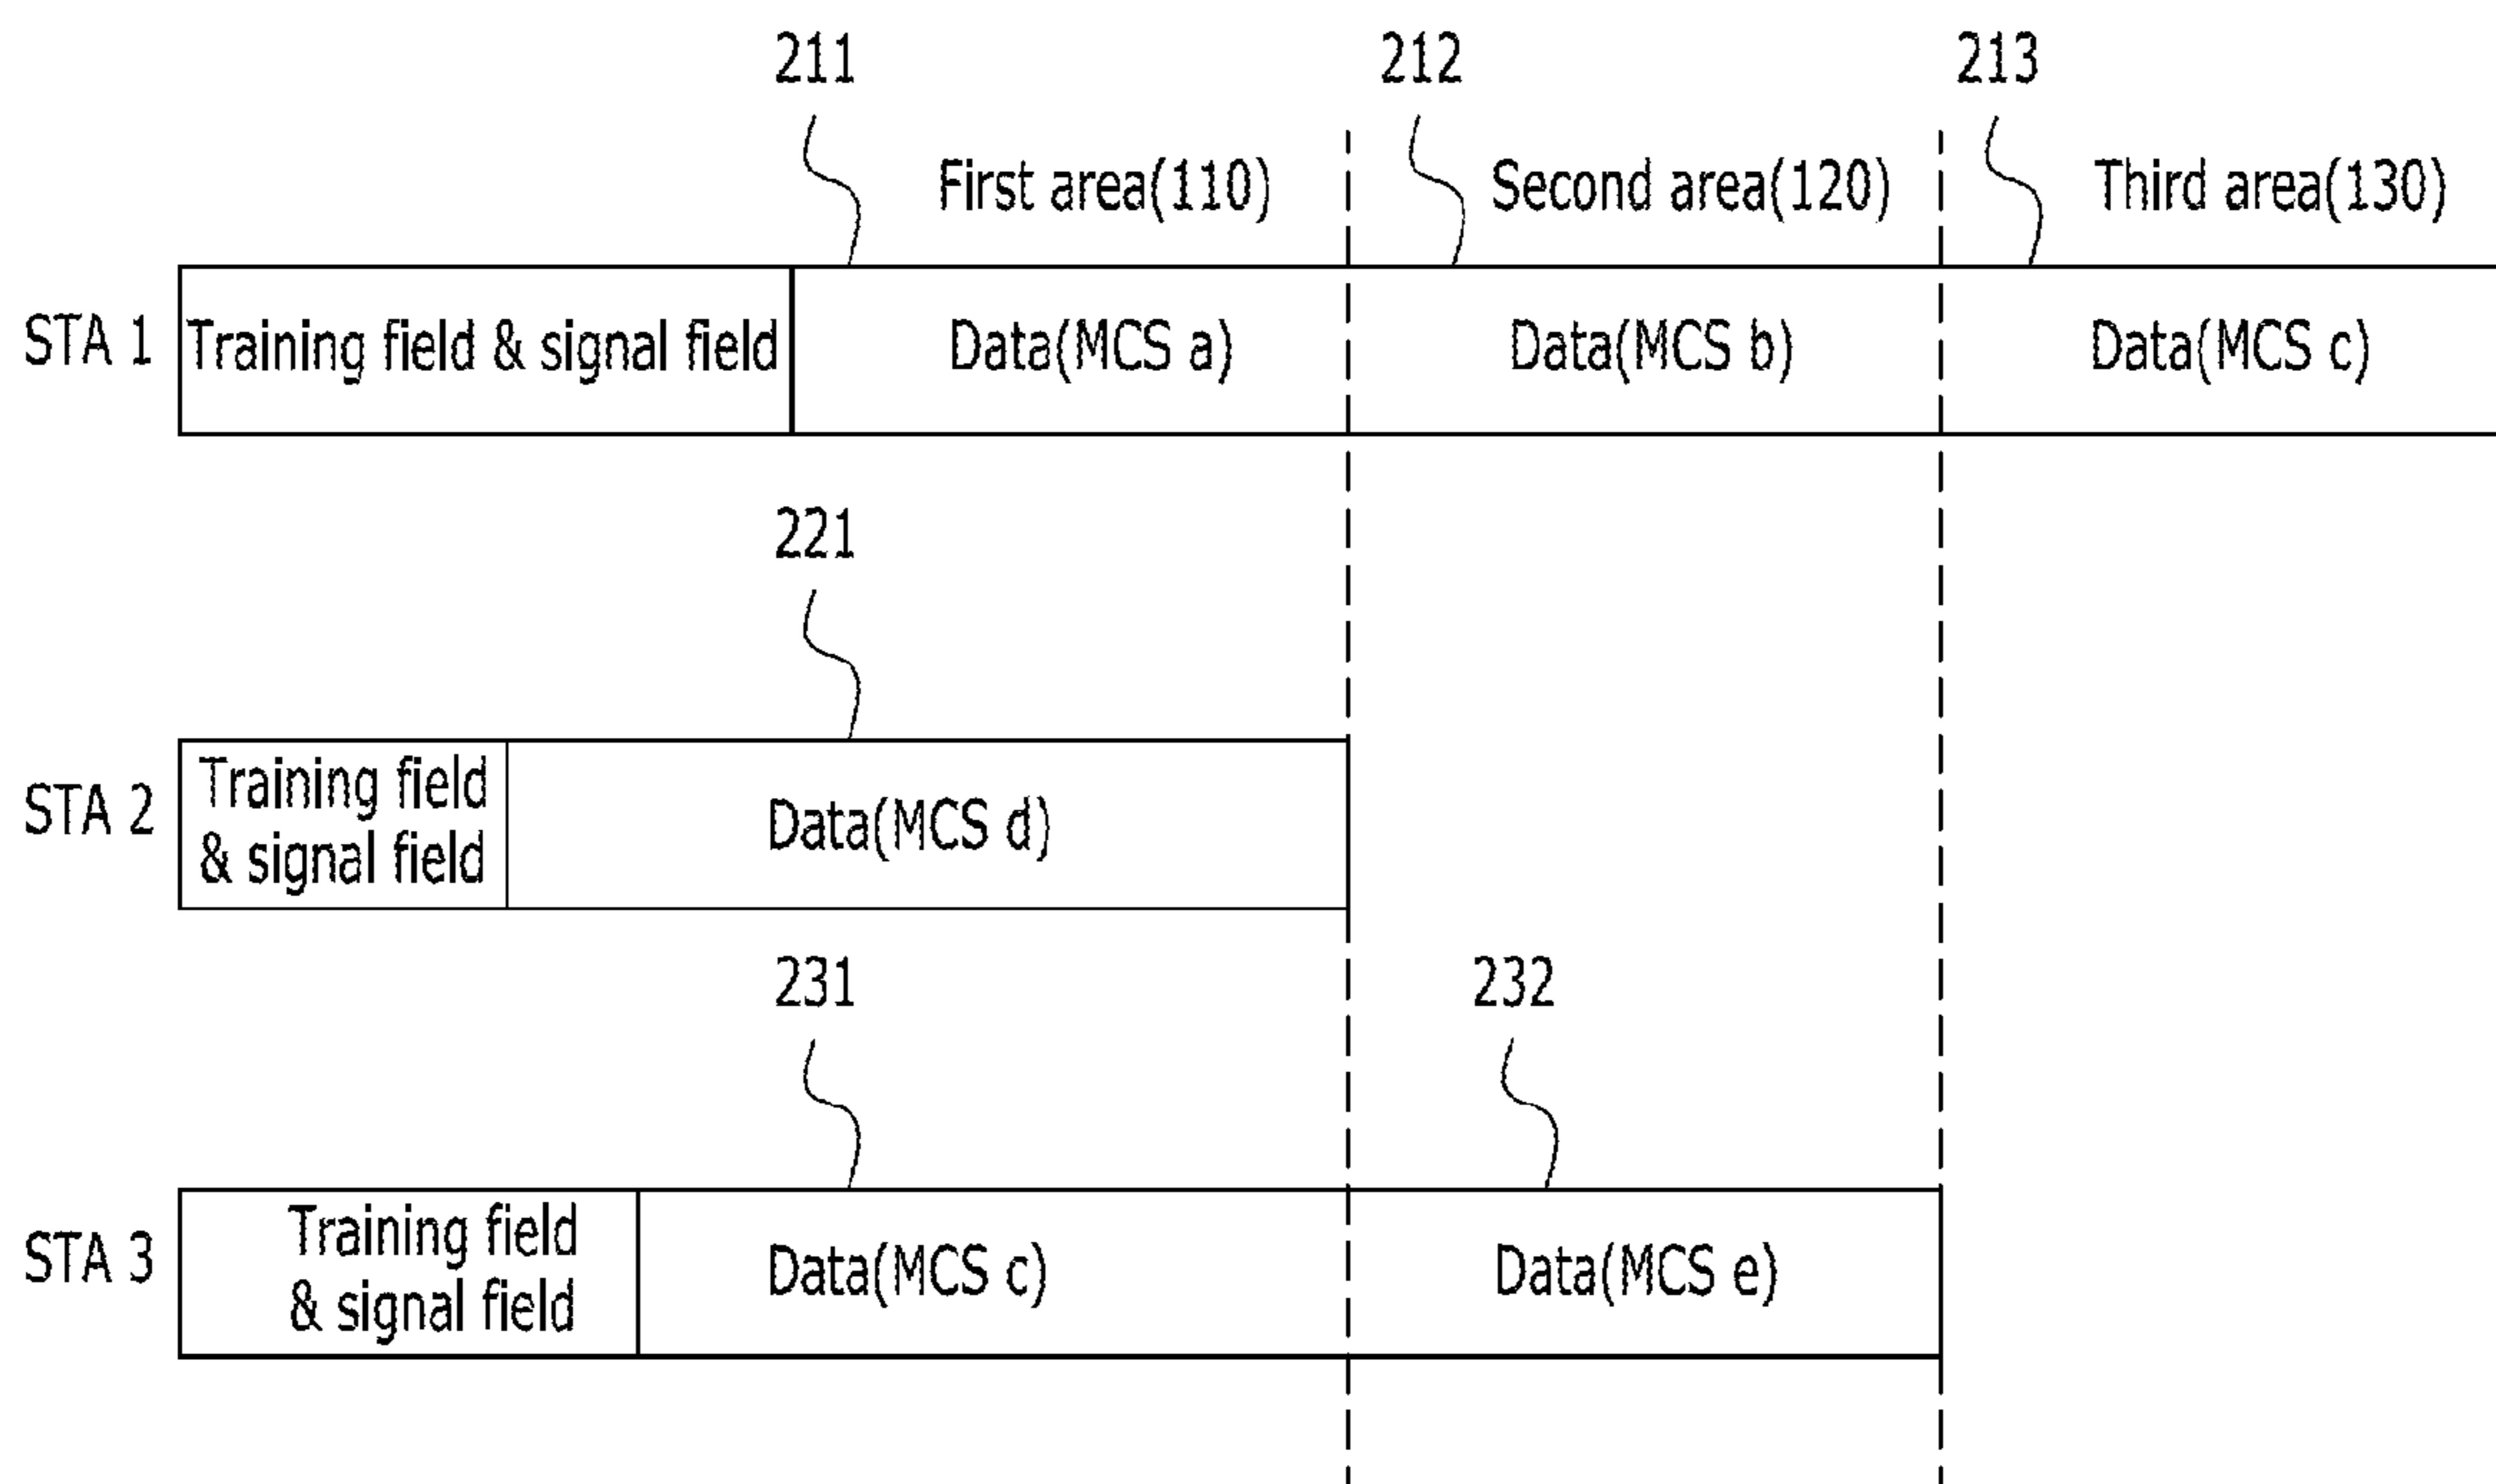 211
212
213
First area(110)
Second area(120)
Third area(130)
STA 1
Training field & signal field
Data(MCS a)
Data(MCS b)
Data(MCS c)
221
STA 2
Training field
& signal field
Data(MCS d)
231
232
STA 3
Training field
& signal field
Data(MCS c)
Data(MCS e)